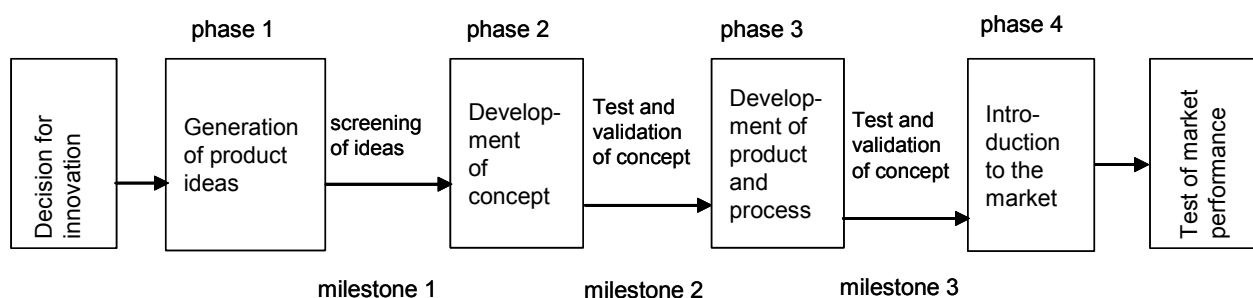 phase 1
phase 2
phase 3
phase 4
Decision for
innovation
Generation
of product
ideas
screening
of ideas
Develop-
ment
of
concept
Test and
validation
of concept
Develop-
ment of
product
and
process
Test and
validation
of concept
Intro-
duction
to the
market
Test of market
performance
milestone 1
milestone 2
milestone 3